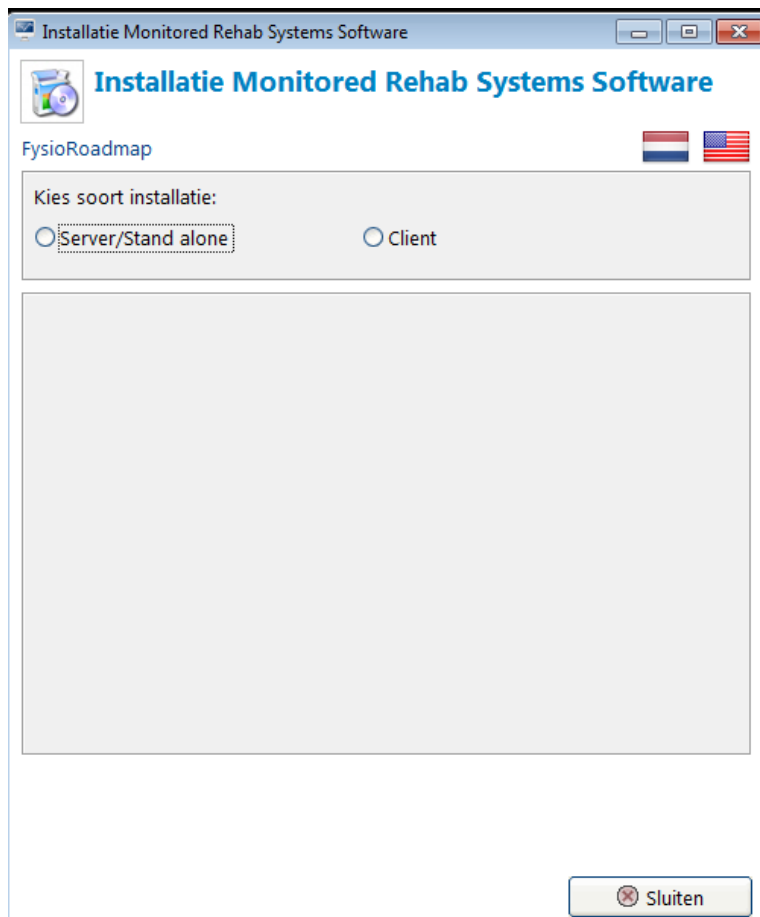 Installatie Monitored Rehab Systems Software
Installatie Monitored Rehab Systems Software
FysioRoadmap
Kies soort installatie:
Server/Stand alone Client
Sluiten